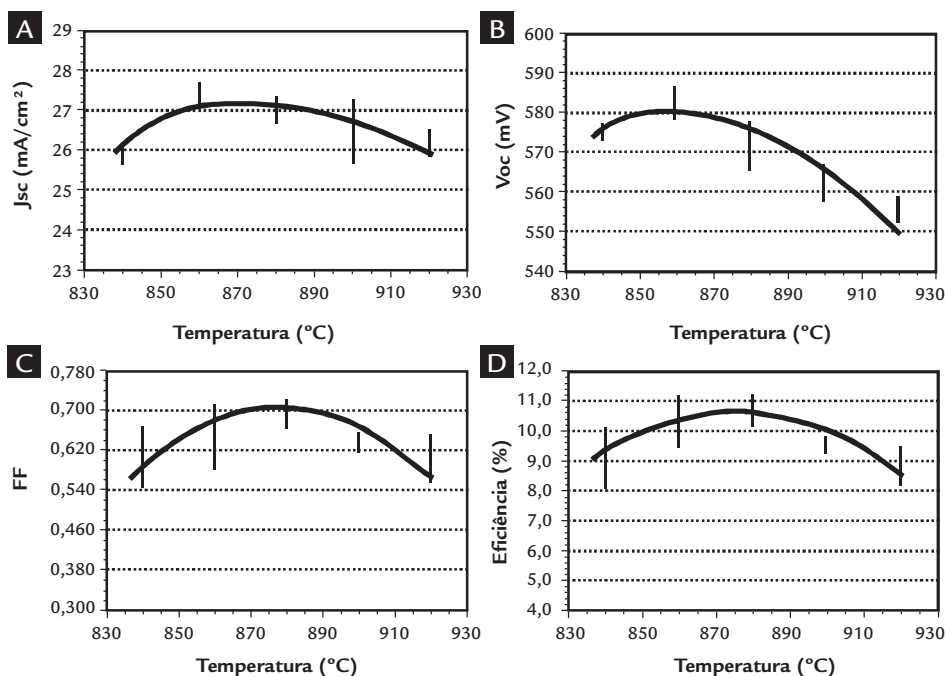 A
29
28
27
26
25
24
23
Jsc (mA/cm²)
830 850 870 890 910 930
Temperatura (°C)
B
600
590
580
570
560
550
540
Voc (mV)
830 850 870 890 910 930
Temperatura (°C)
C
0,780
0,700
0,620
0,540
0,460
0,380
0,300
FF
830 850 870 890 910 930
Temperatura (°C)
D
12,0
11,0
10,0
9,0
8,0
7,0
6,0
5,0
4,0
Eficiência (%)
830 850 870 890 910 930
Temperatura (°C)